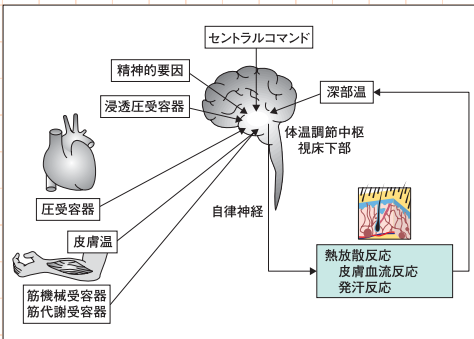 セントラルコマンド
精神的要因
深部温
浸透圧受容器
体温調節中枢
視床下部
圧受容器
自律神経
皮膚温
熱放散反応
皮膚血流反応
発汗反応
筋機械受容器
筋代謝受容器